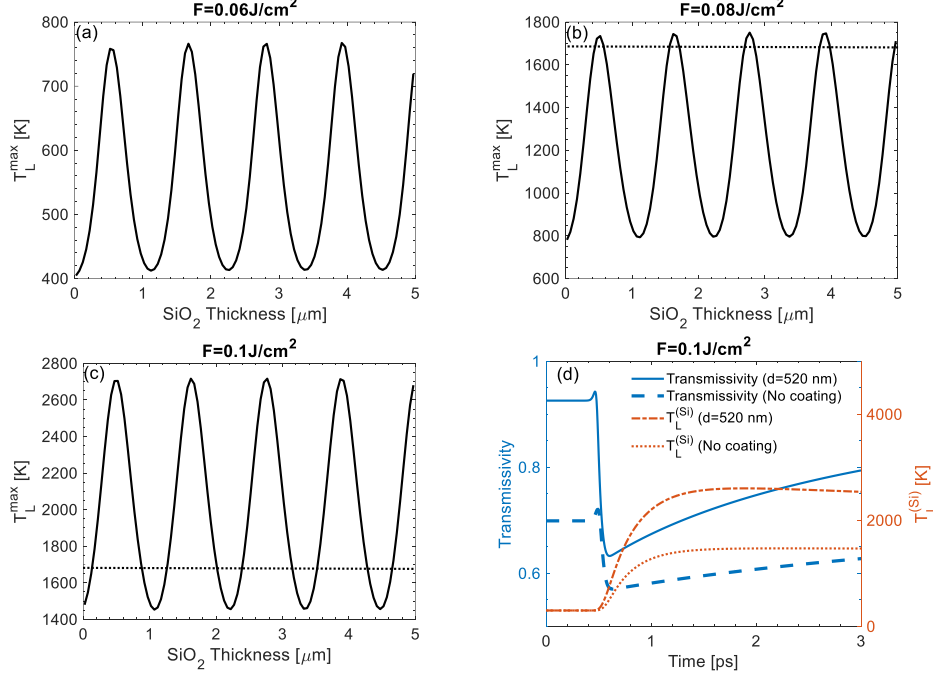 F=0.06J/cm²
(a)
800
700
600
500
400
T_L^max [K]
0 1 2 3 4 5
SiO₂ Thickness [μm]
F=0.08J/cm²
(b)
1800
1600
1400
1200
1000
800
600
T_L^max [K]
0 1 2 3 4 5
SiO₂ Thickness [μm]
F=0.1J/cm²
(c)
2800
2600
2400
2200
2000
1800
1600
1400
T_L^max [K]
0 1 2 3 4 5
SiO₂ Thickness [μm]
F=0.1J/cm²
(d)
Transmissivity (d=520 nm)
Transmissivity (No coating)
T_L^(Si) (d=520 nm)
T_L^(Si) (No coating)
1
0.8
0.6
Transmissivity
4000
2000
0
T_L^(Si) [K]
0 1 2 3
Time [ps]